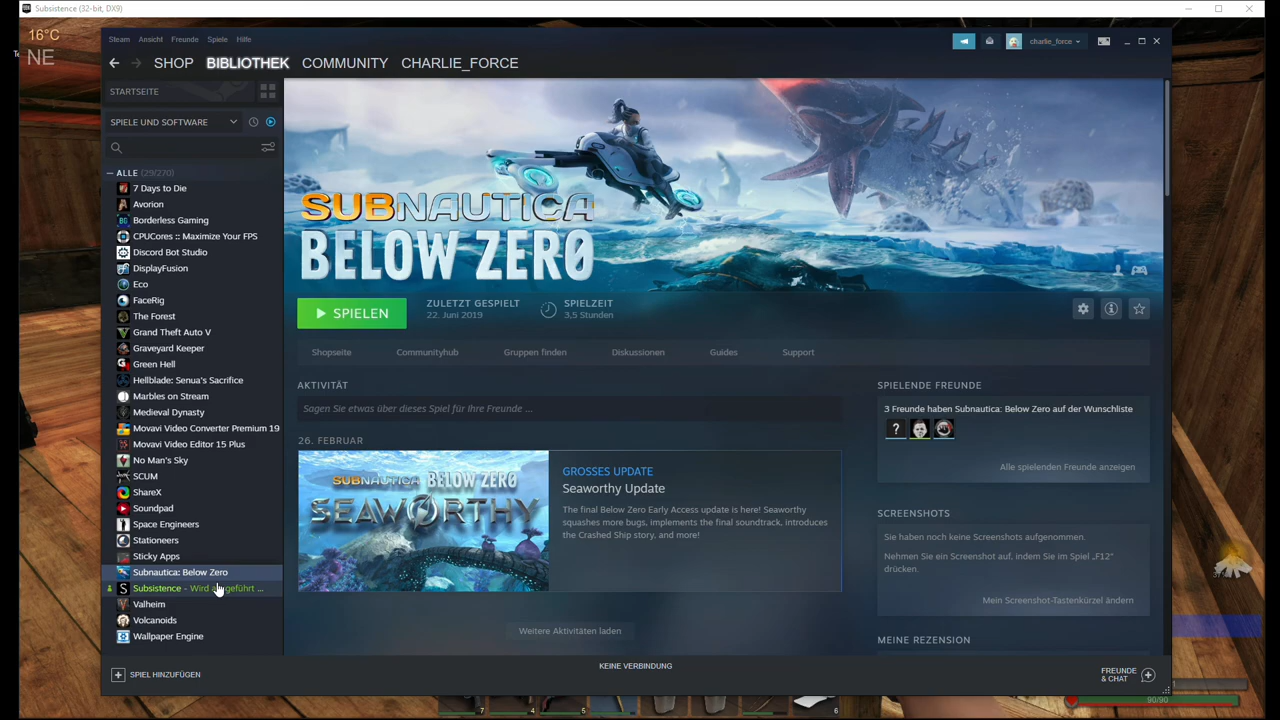 Subsistence (32-bit, DX9)
16°C
NE
Steam Ansicht Freunde Spiele Hilfe
charlie_force
SHOP BIBLIOTHEK COMMUNITY CHARLIE_FORCE
STARTSEITE
SPIELE UND SOFTWARE
ALLE (29/270)
7 Days to Die
Avorion
Borderless Gaming
CPUCores :: Maximize Your FPS
Discord Bot Studio
DisplayFusion
Eco
FaceRig
The Forest
Grand Theft Auto V
Graveyard Keeper
Green Hell
Hellblade: Senua's Sacrifice
Marbles on Stream
Medieval Dynasty
Movavi Video Converter Premium 19
Movavi Video Editor 15 Plus
No Man's Sky
SCUM
ShareX
Soundpad
Space Engineers
Stationeers
Sticky Apps
Subnautica: Below Zero
Subsistence - Wird geführt ...
Valheim
Volcanoids
Wallpaper Engine
SPIEL HINZUFÜGEN
SUBNAUTICA
BELOW ZERO
SPIELEN
ZULETZT GESPIELT
22. Juni 2019
SPIELZEIT
3,5 Stunden
Shopseite Communityhub Gruppen finden Diskussionen Guides Support
AKTIVITÄT
Sagen Sie etwas über dieses Spiel für Ihre Freunde ...
26. FEBRUAR
SUBNAUTICA BELOW ZERO
SEAWORTHY
GROSSES UPDATE
Seaworthy Update
The final Below Zero Early Access update is here! Seaworthy
squashes more bugs, implements the final soundtrack, introduces
the Crashed Ship story, and more!
Weitere Aktivitäten laden
SPIELENDE FREUNDE
3 Freunde haben Subnautica: Below Zero auf der Wunschliste
?
Alle spielenden Freunde anzeigen
SCREENSHOTS
Sie haben noch keine Screenshots aufgenommen.
Nehmen Sie ein Screenshot auf, indem Sie im Spiel „F12"
drücken.
Mein Screenshot-Tastenkürzel ändern
MEINE REZENSION
KEINE VERBINDUNG
FREUNDE
& CHAT
7 4 5 6
90/90